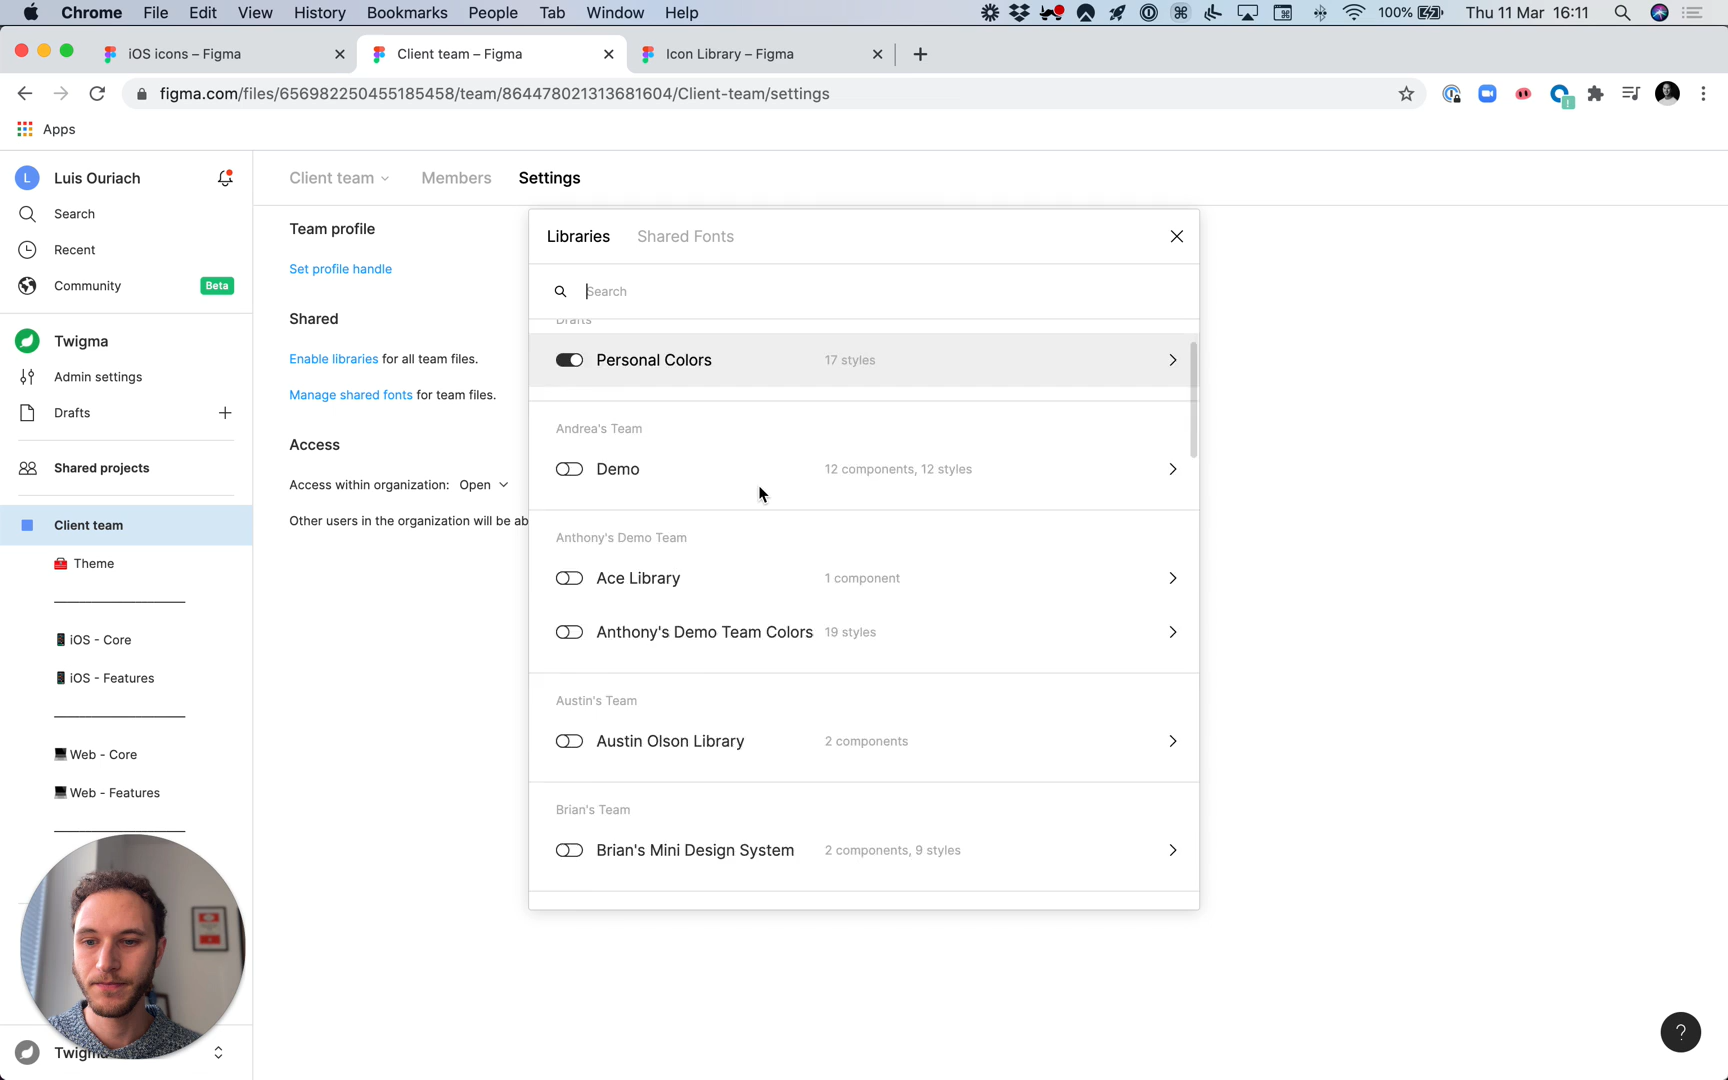 Chrome File Edit View History Bookmarks People Tab Window Help 100% Thu 11 Mar 16:11
iOS icons – Figma Client team – Figma Icon Library – Figma
figma.com/files/656982250455185458/team/864478021313681604/Client-team/settings
Apps
L Luis Ouriach
Search
Recent
Community Beta
Twigma
Admin settings
Drafts
Shared projects
Client team
Theme
iOS - Core
iOS - Features
Web - Core
Web - Features
Client team Members Settings
Team profile
Set profile handle
Shared
Enable libraries for all team files.
Manage shared fonts for team files.
Access
Access within organization: Open
Other users in the organization will be ab
Libraries Shared Fonts
Search
Drafts
Personal Colors 17 styles
Andrea's Team
Demo 12 components, 12 styles
Anthony's Demo Team
Ace Library 1 component
Anthony's Demo Team Colors 19 styles
Austin's Team
Austin Olson Library 2 components
Brian's Team
Brian's Mini Design System 2 components, 9 styles
?